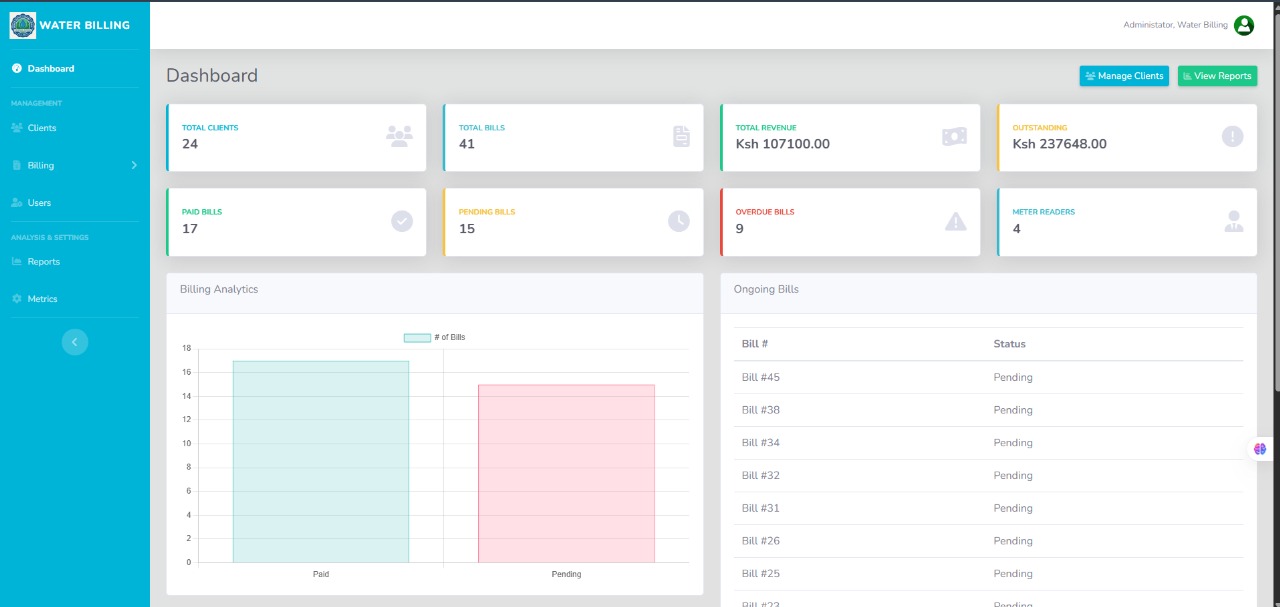 WATER BILLING
Administator, Water Billing
Dashboard
MANAGEMENT
Clients
Billing
Users
ANALYSIS & SETTINGS
Reports
Metrics
Dashboard
Manage Clients
View Reports
TOTAL CLIENTS
24
TOTAL BILLS
41
TOTAL REVENUE
Ksh 107100.00
OUTSTANDING
Ksh 237648.00
PAID BILLS
17
PENDING BILLS
15
OVERDUE BILLS
9
METER READERS
4
Billing Analytics
# of Bills
18
16
14
12
10
8
6
4
2
0
Paid Pending
Ongoing Bills
Bill # Status
Bill #45 Pending
Bill #38 Pending
Bill #34 Pending
Bill #32 Pending
Bill #31 Pending
Bill #26 Pending
Bill #25 Pending
Bill #23 Pending